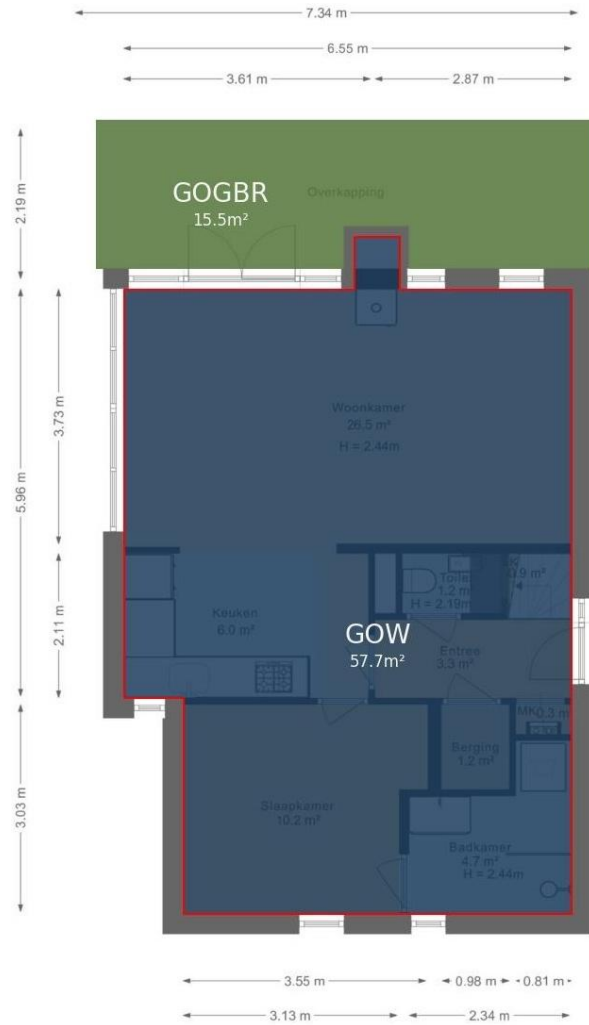 7.34 m
6.55 m
3.61 m
2.87 m
2.19 m
GOGBR
15.5m²
Overkapping
5.96 m
3.73 m
Woonkamer
26.5 m²
H = 2.44m
2.11 m
Toilet
1.2 m
H = 2.19m
0.9 m²
Keuken
6.0 m²
GOW
57.7m²
Entree
3.3 m²
MK
0.3 m
Berging
1.2 m²
3.03 m
Slaapkamer
10.2 m²
Badkamer
4.7 m²
H = 2.44m
3.55 m
0.98 m
0.81 m
3.13 m
2.34 m